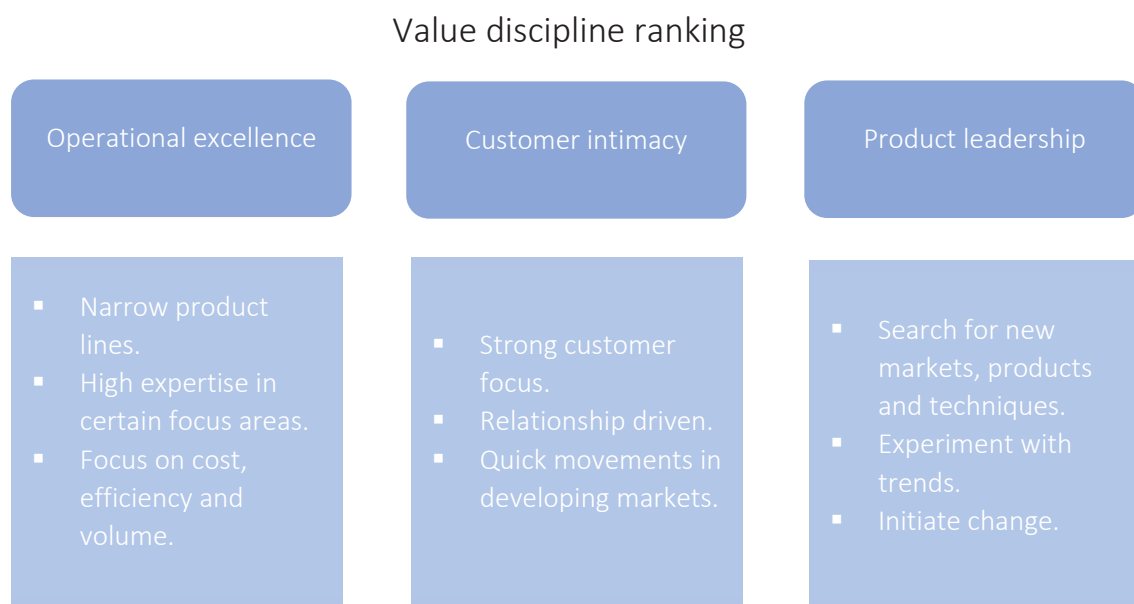 Value discipline ranking
Operational excellence
Customer intimacy
Product leadership
▪ Narrow product
lines.
▪ High expertise in
certain focus areas.
▪ Focus on cost,
efficiency and
volume.
▪ Strong customer
focus.
▪ Relationship driven.
▪ Quick movements in
developing markets.
▪ Search for new
markets, products
and techniques.
▪ Experiment with
trends.
▪ Initiate change.